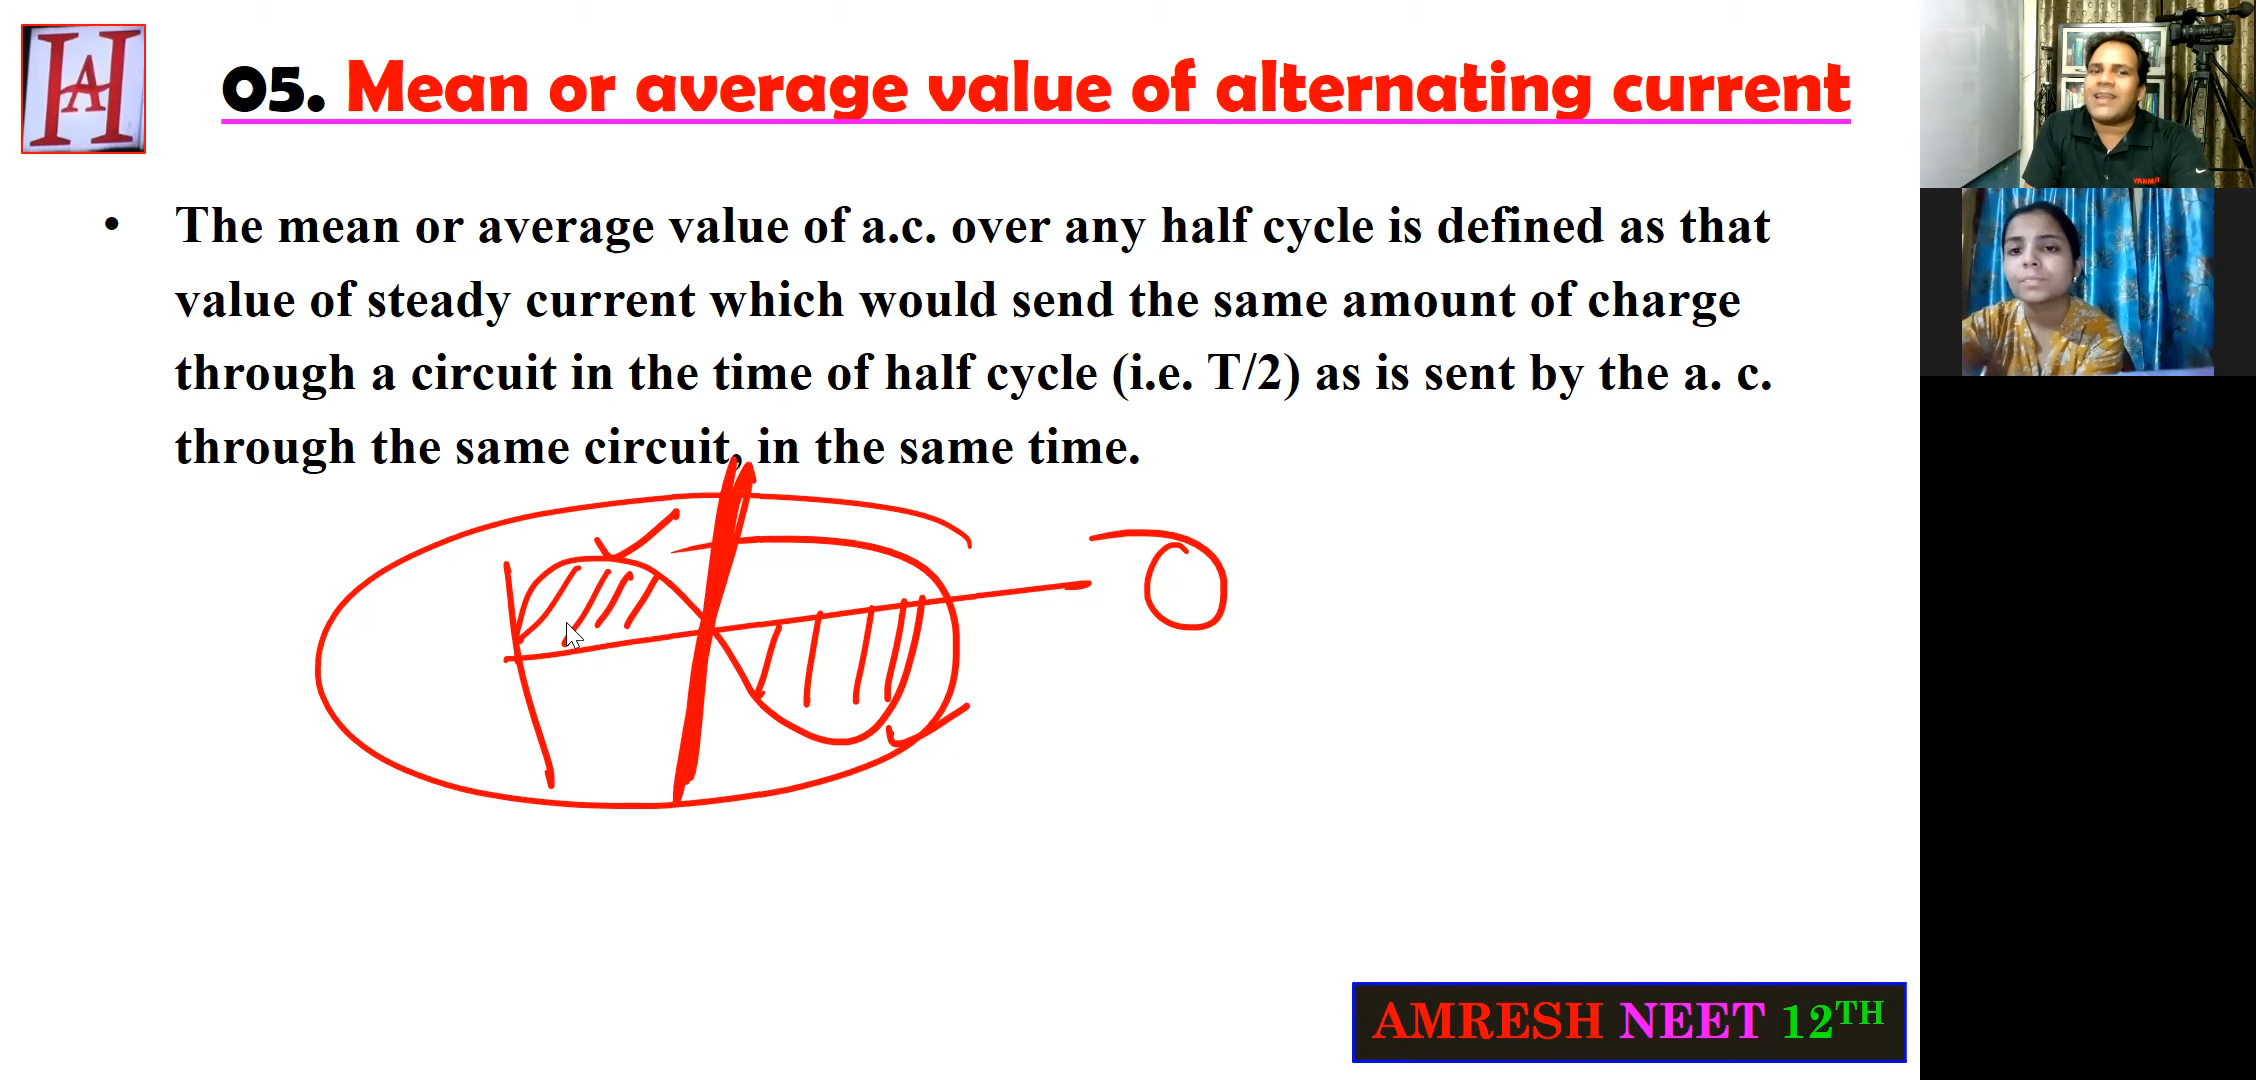 HA
05. Mean or average value of alternating current
• The mean or average value of a.c. over any half cycle is defined as that
value of steady current which would send the same amount of charge
through a circuit in the time of half cycle (i.e. T/2) as is sent by the a. c.
through the same circuit, in the same time.
AMRESH NEET 12TH